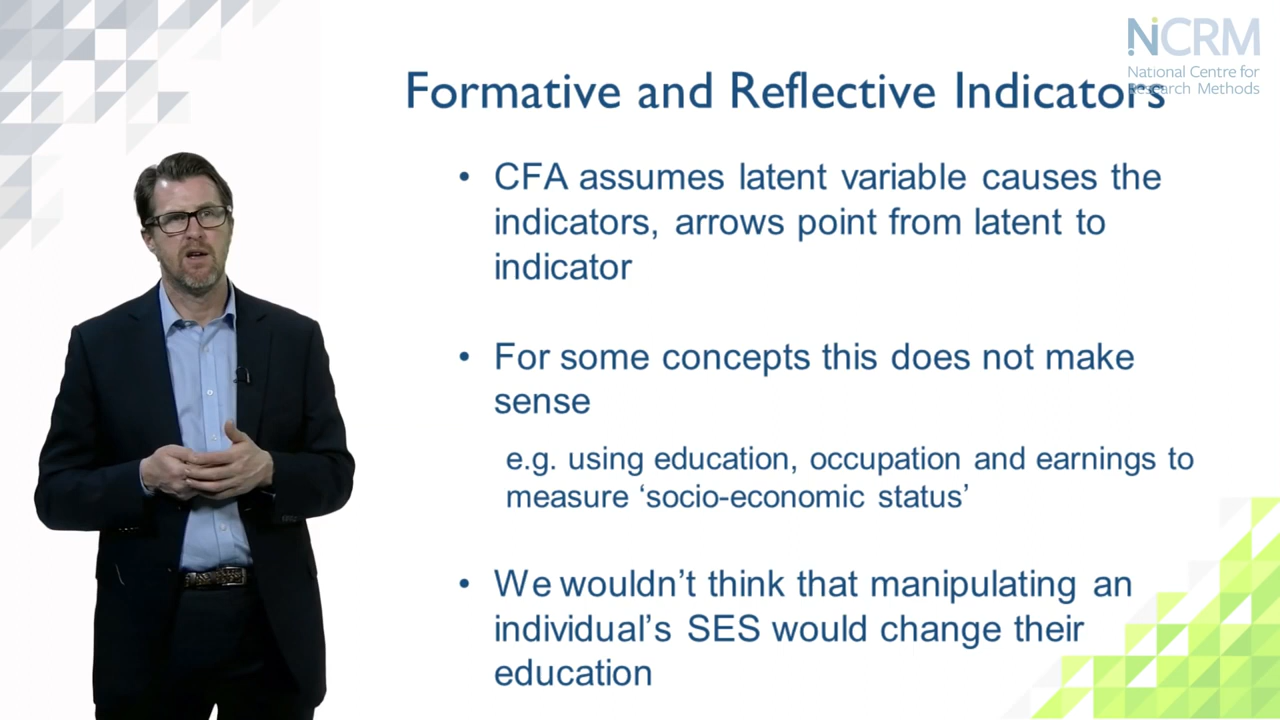 NCRM
National Centre for
Research Methods
Formative and Reflective Indicators
• CFA assumes latent variable causes the
indicators, arrows point from latent to
indicator
• For some concepts this does not make
sense
e.g. using education, occupation and earnings to
measure ‘socio-economic status’
• We wouldn’t think that manipulating an
individual’s SES would change their
education